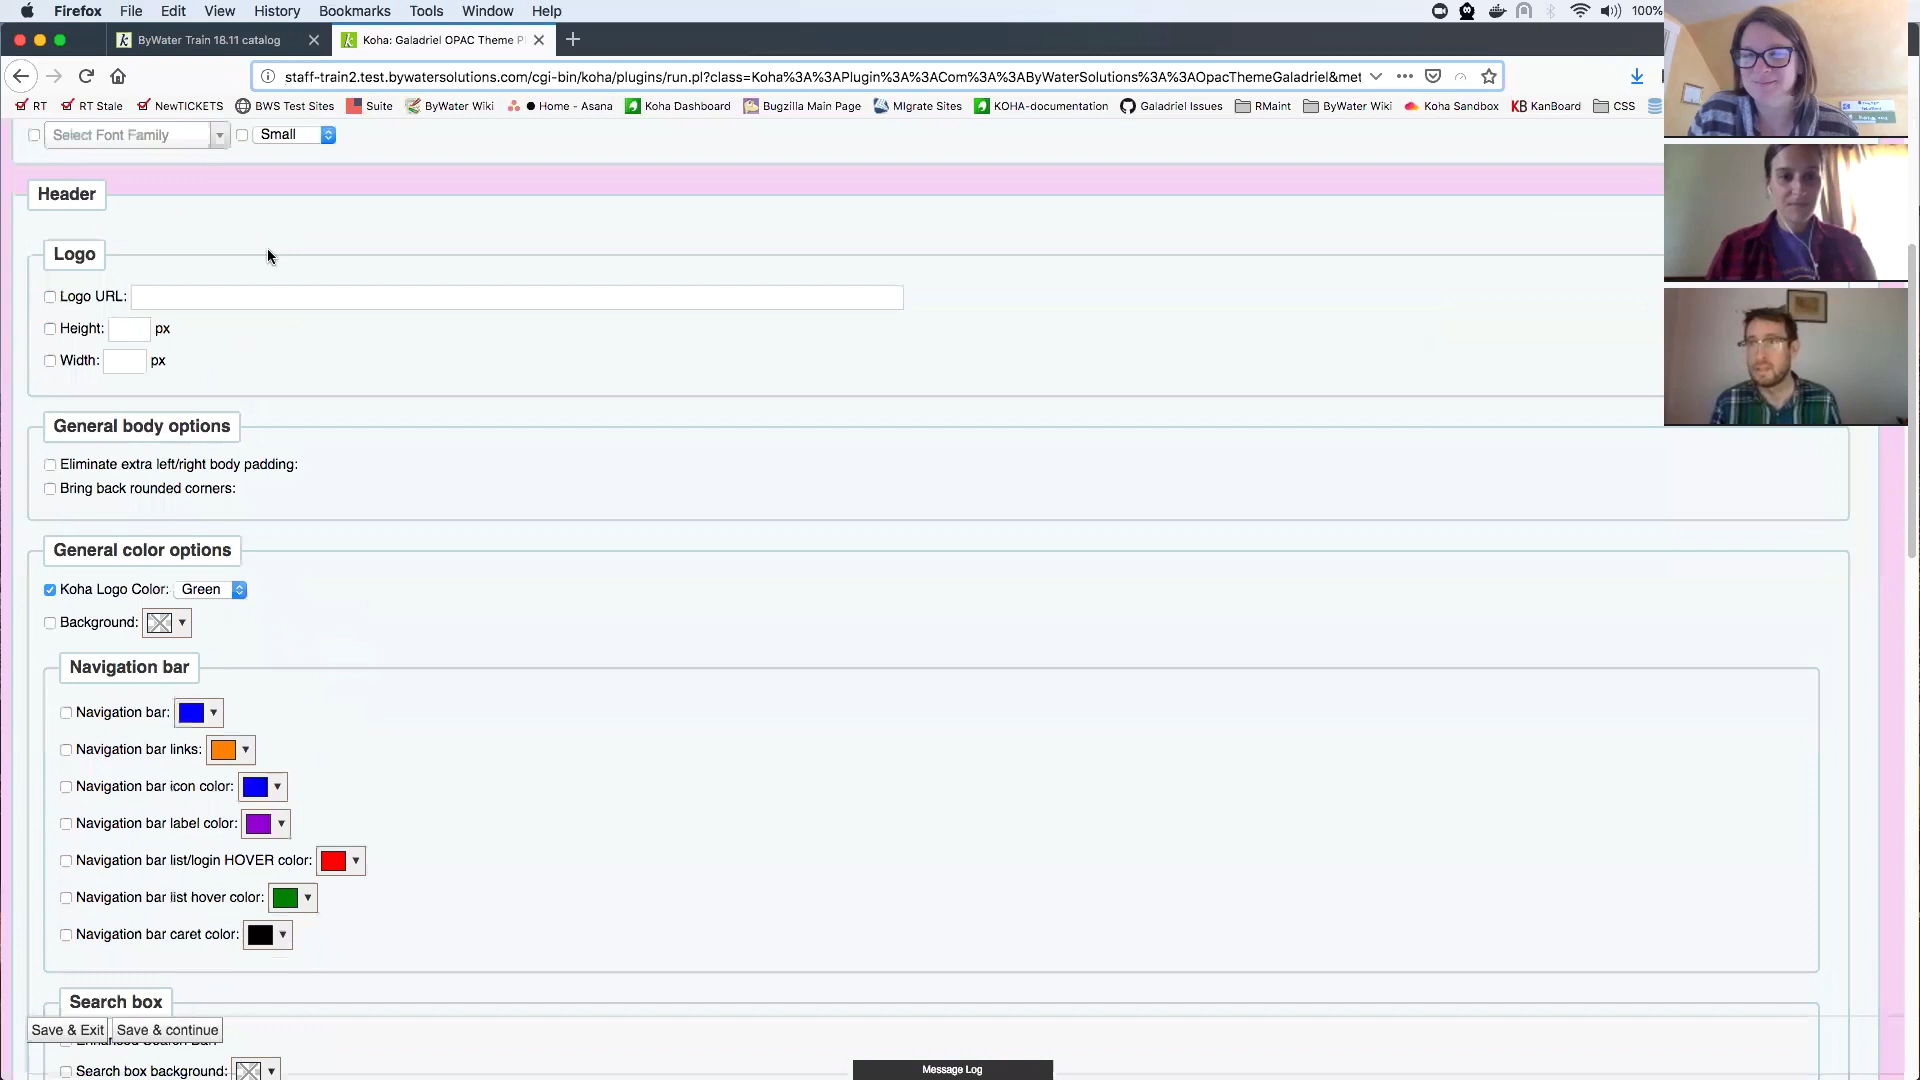 Firefox File Edit View History Bookmarks Tools Window Help 100%
ByWater Train 18.11 catalog Koha: Galadriel OPAC Theme P
staff-train2.test.bywatersolutions.com/cgi-bin/koha/plugins/run.pl?class=Koha%3A%3APlugin%3A%3ACom%3A%3AByWaterSolutions%3A%3AOpacThemeGaladriel&met
RT RT Stale NewTICKETS BWS Test Sites Suite ByWater Wiki Home - Asana Koha Dashboard Bugzilla Main Page MIgrate Sites KOHA-documentation Galadriel Issues RMaint ByWater Wiki Koha Sandbox KB KanBoard CSS
Select Font Family Small
Header
Logo
Logo URL:
Height: px
Width: px
General body options
Eliminate extra left/right body padding:
Bring back rounded corners:
General color options
Koha Logo Color: Green
Background:
Navigation bar
Navigation bar:
Navigation bar links:
Navigation bar icon color:
Navigation bar label color:
Navigation bar list/login HOVER color:
Navigation bar list hover color:
Navigation bar caret color:
Search box
Save & Exit Save & continue
Search box background:
Message Log